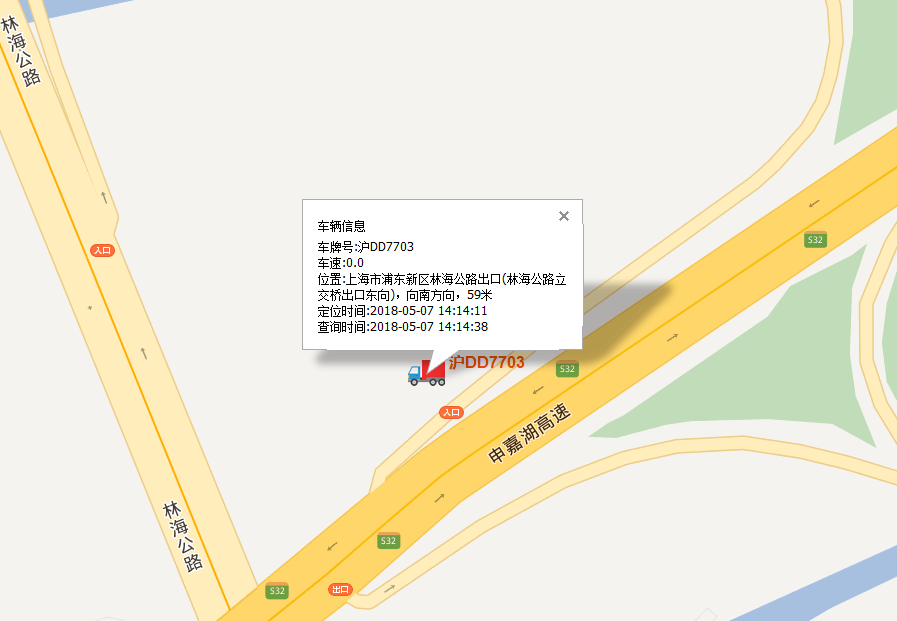 林海公路
车辆信息
车牌号:沪DD7703
车速:0.0
位置:上海市浦东新区林海公路出口(林海公路立
交桥出口东向)，向南方向，59米
定位时间:2018-05-07 14:14:11
查询时间:2018-05-07 14:14:38
入口
S32
沪DD7703
S32
入口
申嘉湖高速
林海公路
S32
S32
出口